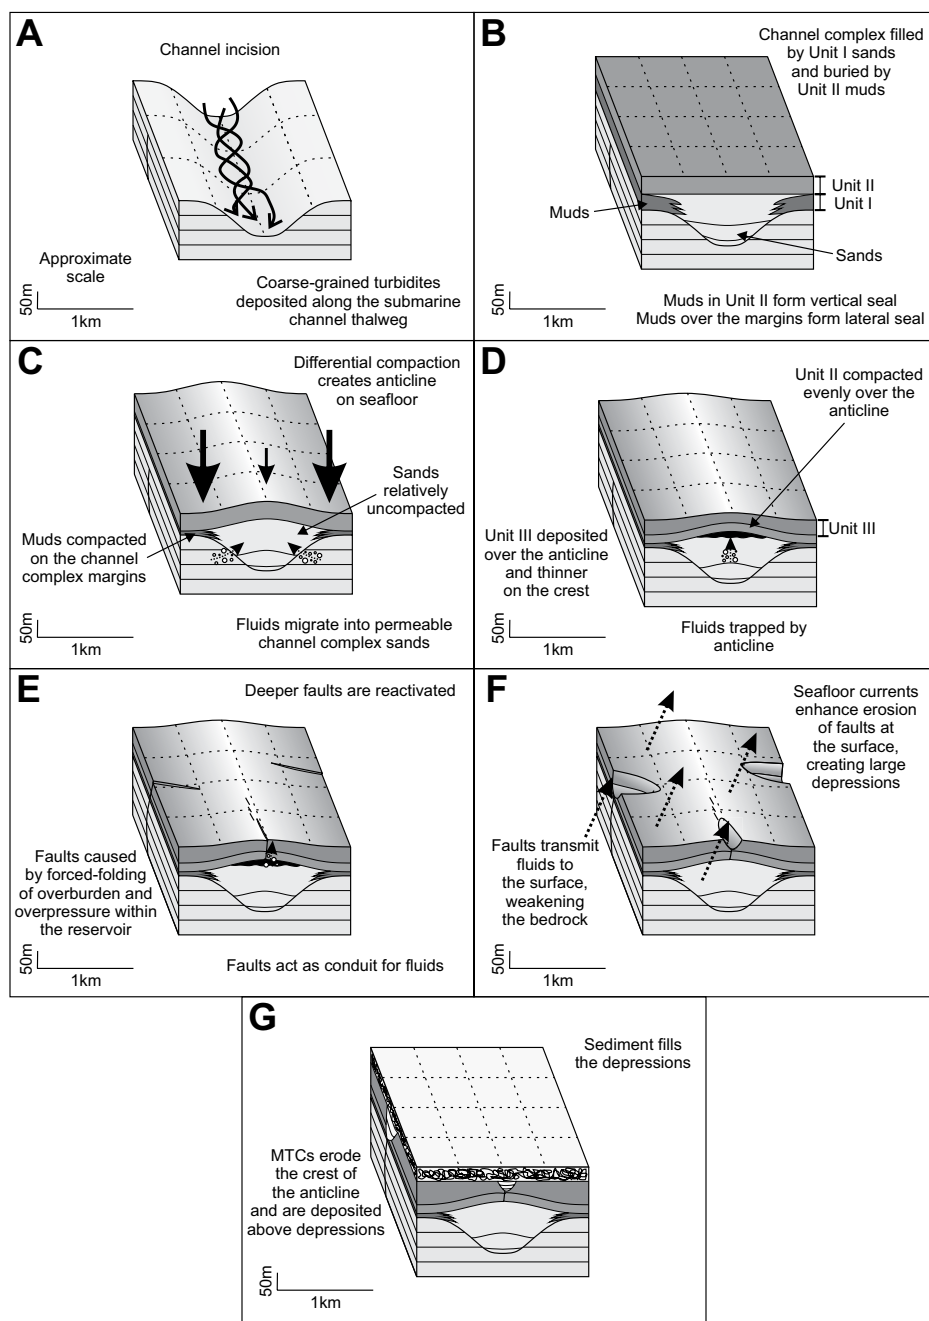 A
Channel incision
Approximate
scale
50m
1km
Coarse-grained turbidites
deposited along the submarine
channel thalweg
B
Channel complex filled
by Unit I sands
and buried by
Unit II muds
Unit II
Unit I
Muds
Sands
50m
1km
Muds in Unit II form vertical seal
Muds over the margins form lateral seal
C
Differential compaction
creates anticline
on seafloor
Sands
relatively
uncompacted
Muds compacted
on the channel
complex margins
50m
1km
Fluids migrate into permeable
channel complex sands
D
Unit II compacted
evenly over the
anticline
Unit III
Unit III deposited
over the anticline
and thinner
on the crest
50m
1km
Fluids trapped by
anticline
E
Deeper faults are reactivated
Faults caused
by forced-folding
of overburden and
overpressure within
the reservoir
50m
1km
Faults act as conduit for fluids
F
Seafloor currents
enhance erosion
of faults at
the surface,
creating large
depressions
Faults transmit
fluids to
the surface,
weakening
the bedrock
50m
1km
G
Sediment fills
the depressions
MTCs erode
the crest of
the anticline
and are deposited
above depressions
50m
1km